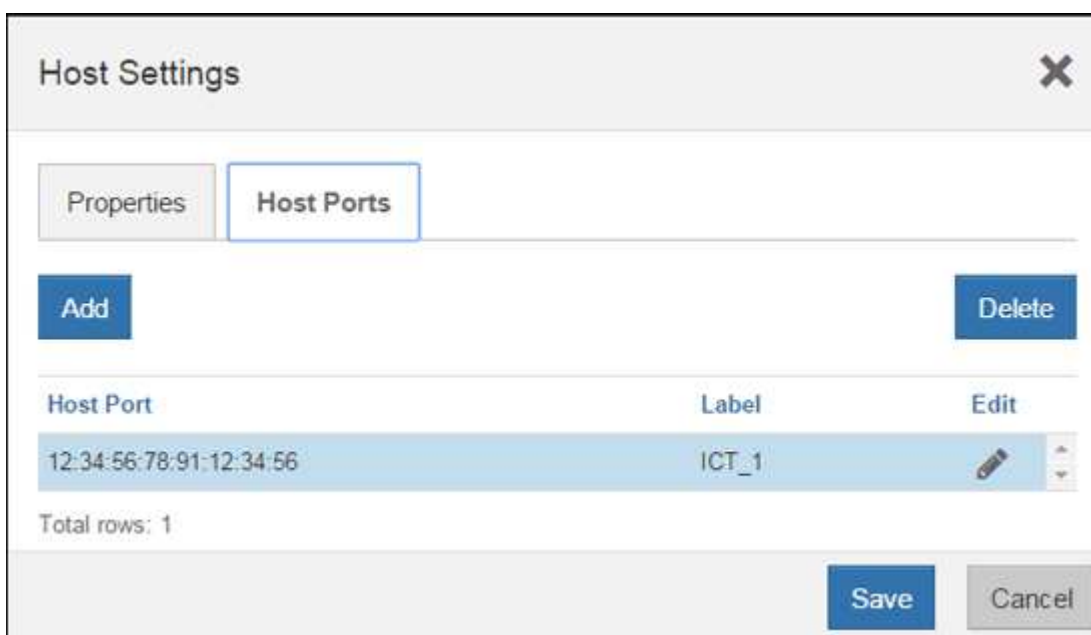 Host Settings
Properties Host Ports
Add Delete
Host Port Label Edit
12:34:56:78:91:12:34:56 ICT_1
Total rows: 1
Save Cancel